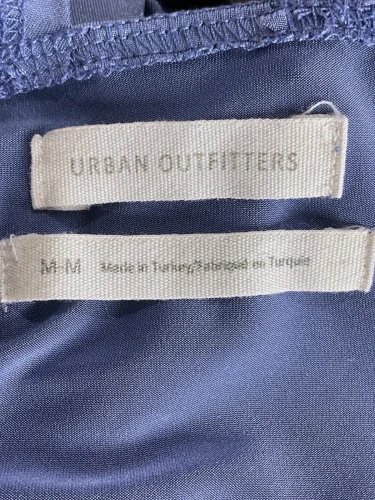 URBAN OUTFITTERS
M-M Made in Turkey/Fabriqué en Turquie